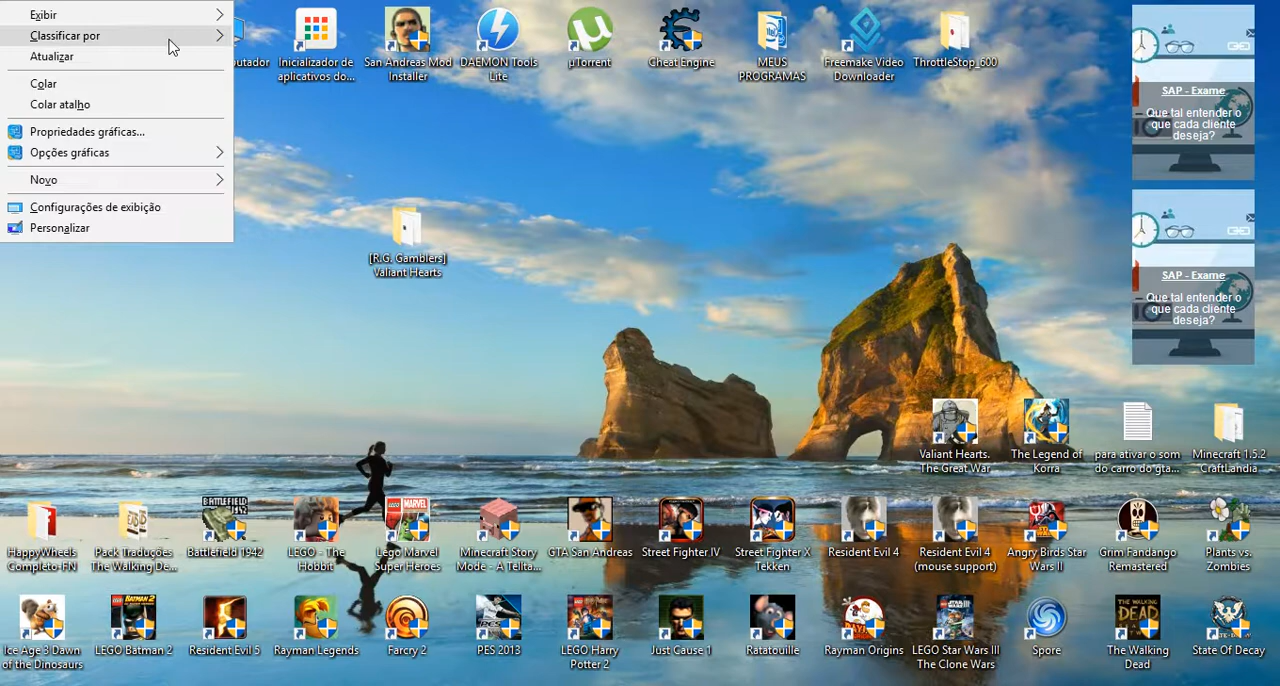 Exibir
Classificar por
Atualizar
Colar
Colar atalho
Propriedades gráficas...
Opções gráficas
Novo
Configurações de exibição
Personalizar
Inicializador de
aplicativos do...
San Andreas Mod
Installer
DAEMON Tools
Lite
µTorrent
Cheat Engine
MEUS
PROGRAMAS
Freemake Video
Downloader
ThrottleStop_600
SAP - Exame
Que tal entender o
que cada cliente
deseja?
SAP - Exame
Que tal entender o
que cada cliente
deseja?
[R.G. Gamblers]
Valiant Hearts
Valiant Hearts.
The Great War
The Legend of
Korra
para ativar o som
do carro do gta...
Minecraft 1.5.2
CraftLandia
HappyWheels
Completo-FN
Pack Traduções
The Walking De...
BATTLEFIELD
1942
Battlefield 1942
LEGO - The
Hobbit
Lego Marvel
Super Heroes
Minecraft Story
Mode - A Tellta...
GTA San Andreas
Street Fighter IV
Street Fighter X
Tekken
Resident Evil 4
Resident Evil 4
(mouse support)
Angry Birds Star
Wars II
Grim Fandango
Remastered
Plants vs.
Zombies
Ice Age 3 Dawn
of the Dinosaurs
LEGO Batman 2
Resident Evil 5
Rayman Legends
Farcry 2
PES 2013
LEGO Harry
Potter 2
Just Cause 1
Ratatouille
Rayman Origins
LEGO Star Wars III
The Clone Wars
Spore
The Walking
Dead
State Of Decay